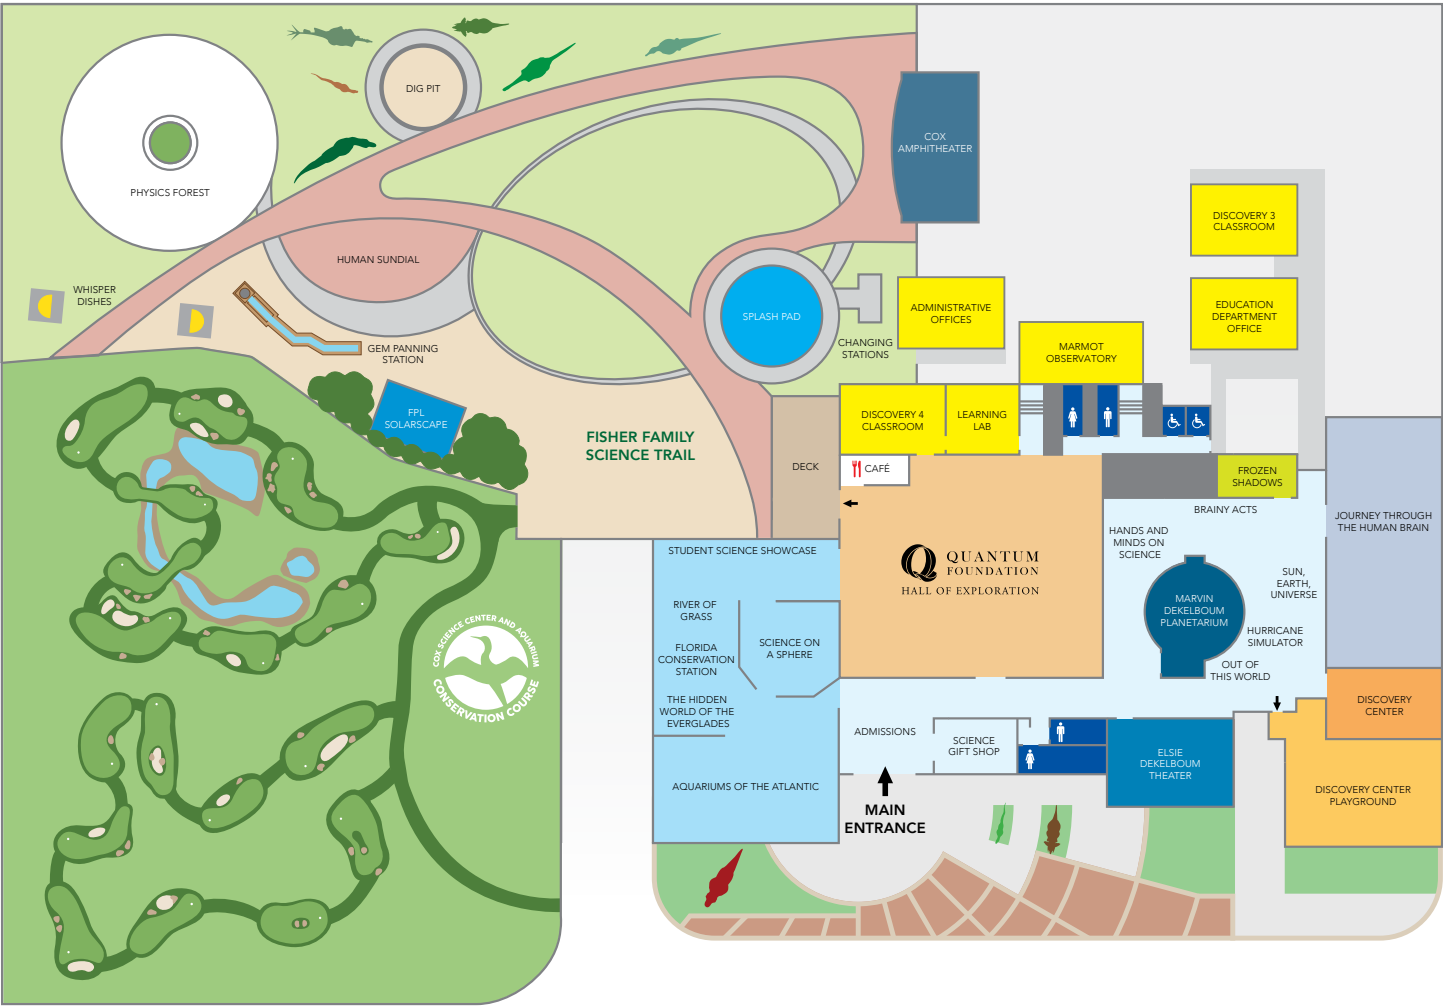 DIG PIT
COX
AMPHITHEATER
PHYSICS FOREST
DISCOVERY 3
CLASSROOM
HUMAN SUNDIAL
WHISPER
DISHES
SPLASH PAD
ADMINISTRATIVE
OFFICES
EDUCATION
DEPARTMENT
OFFICE
GEM PANNING
STATION
CHANGING
STATIONS
MARMOT
OBSERVATORY
FPL
SOLARSCAPE
DISCOVERY 4
CLASSROOM
LEARNING
LAB
FISHER FAMILY
SCIENCE TRAIL
DECK
CAFÉ
FROZEN
SHADOWS
BRAINY ACTS
JOURNEY THROUGH
THE HUMAN BRAIN
HANDS AND
MINDS ON
SCIENCE
STUDENT SCIENCE SHOWCASE
Q QUANTUM
FOUNDATION
HALL OF EXPLORATION
SUN,
EARTH,
UNIVERSE
RIVER OF
GRASS
MARVIN
DEKELBOUM
PLANETARIUM
HURRICANE
SIMULATOR
SCIENCE ON
A SPHERE
FLORIDA
CONSERVATION
STATION
OUT OF
THIS WORLD
COX SCIENCE CENTER AND AQUARIUM
CONSERVATION COURSE
THE HIDDEN
WORLD OF THE
EVERGLADES
DISCOVERY
CENTER
ADMISSIONS
SCIENCE
GIFT SHOP
ELSIE
DEKELBOUM
THEATER
AQUARIUMS OF THE ATLANTIC
DISCOVERY CENTER
PLAYGROUND
MAIN
ENTRANCE